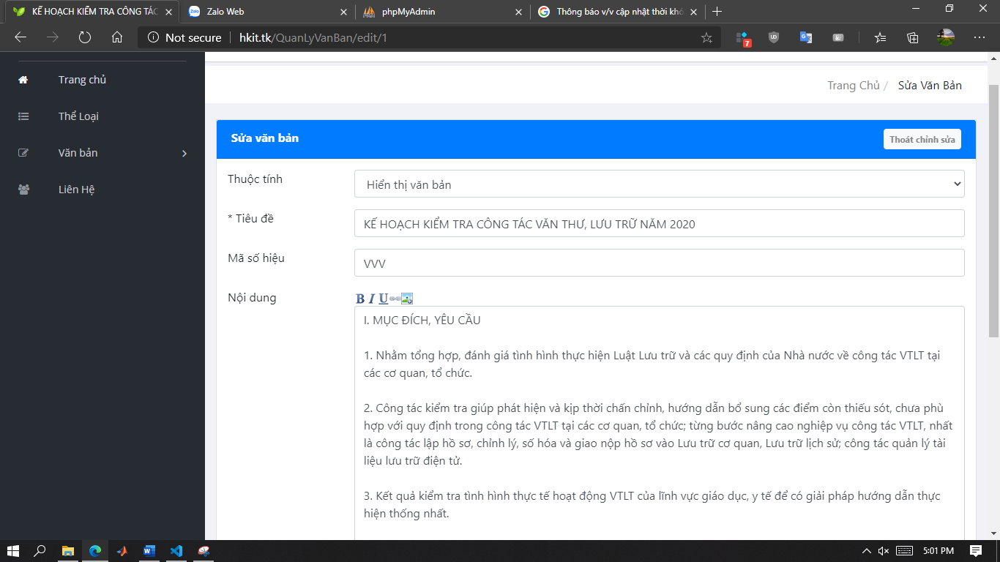 KẾ HOẠCH KIỂM TRA CÔNG TÁC
Zalo Web
phpMyAdmin
Thông báo v/v cập nhật thời khó
Not secure
hkit.tk/QuanLyVanBan/edit/1
7
Trang chủ
Thể Loại
Văn bản
Liên Hệ
Trang Chủ / Sửa Văn Bản
Sửa văn bản
Thoát chỉnh sửa
Thuộc tính
Hiển thị văn bản
* Tiêu đề
KẾ HOẠCH KIỂM TRA CÔNG TÁC VĂN THƯ, LƯU TRỮ NĂM 2020
Mã số hiệu
VVV
Nội dung
B I U
I. MỤC ĐÍCH, YÊU CẦU
1. Nhằm tổng hợp, đánh giá tình hình thực hiện Luật Lưu trữ và các quy định của Nhà nước về công tác VTLT tại
các cơ quan, tổ chức.
2. Công tác kiểm tra giúp phát hiện và kịp thời chấn chỉnh, hướng dẫn bổ sung các điểm còn thiếu sót, chưa phù
hợp với quy định trong công tác VTLT tại các cơ quan, tổ chức; từng bước nâng cao nghiệp vụ công tác VTLT, nhất
là công tác lập hồ sơ, chỉnh lý, số hóa và giao nộp hồ sơ vào Lưu trữ cơ quan, Lưu trữ lịch sử; công tác quản lý tài
liệu lưu trữ điện tử.
3. Kết quả kiểm tra tình hình thực tế hoạt động VTLT của lĩnh vực giáo dục, y tế để có giải pháp hướng dẫn thực
hiện thống nhất.
5:01 PM